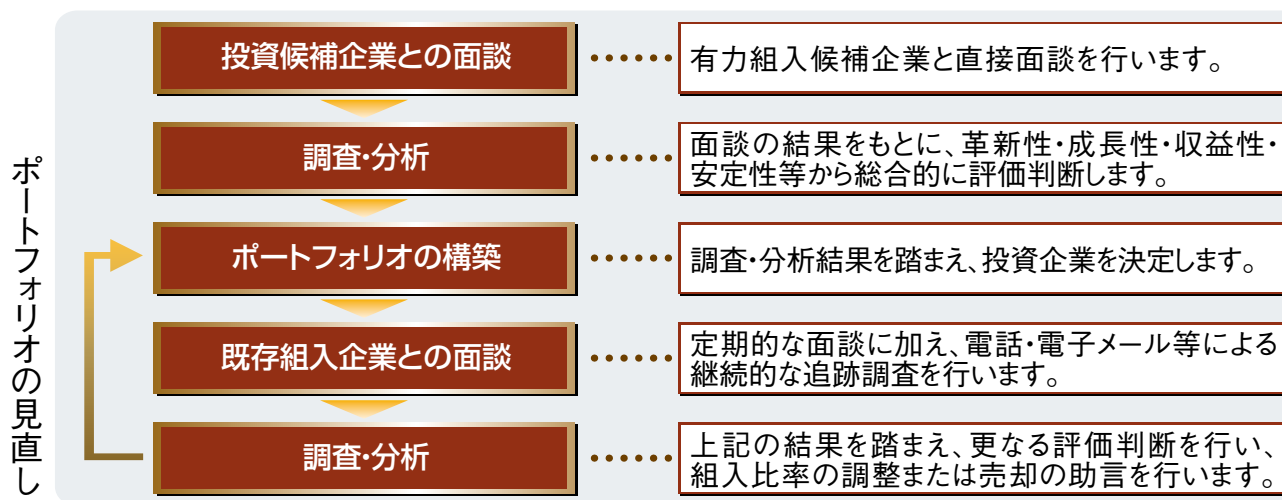 ポートフォリオの見直し
投資候補企業との面談
有力組入候補企業と直接面談を行います。
調査・分析
面談の結果をもとに、革新性・成長性・収益性・
安定性等から総合的に評価判断します。
ポートフォリオの構築
調査・分析結果を踏まえ、投資企業を決定します。
既存組入企業との面談
定期的な面談に加え、電話・電子メール等による
継続的な追跡調査を行います。
調査・分析
上記の結果を踏まえ、更なる評価判断を行い、
組入比率の調整または売却の助言を行います。